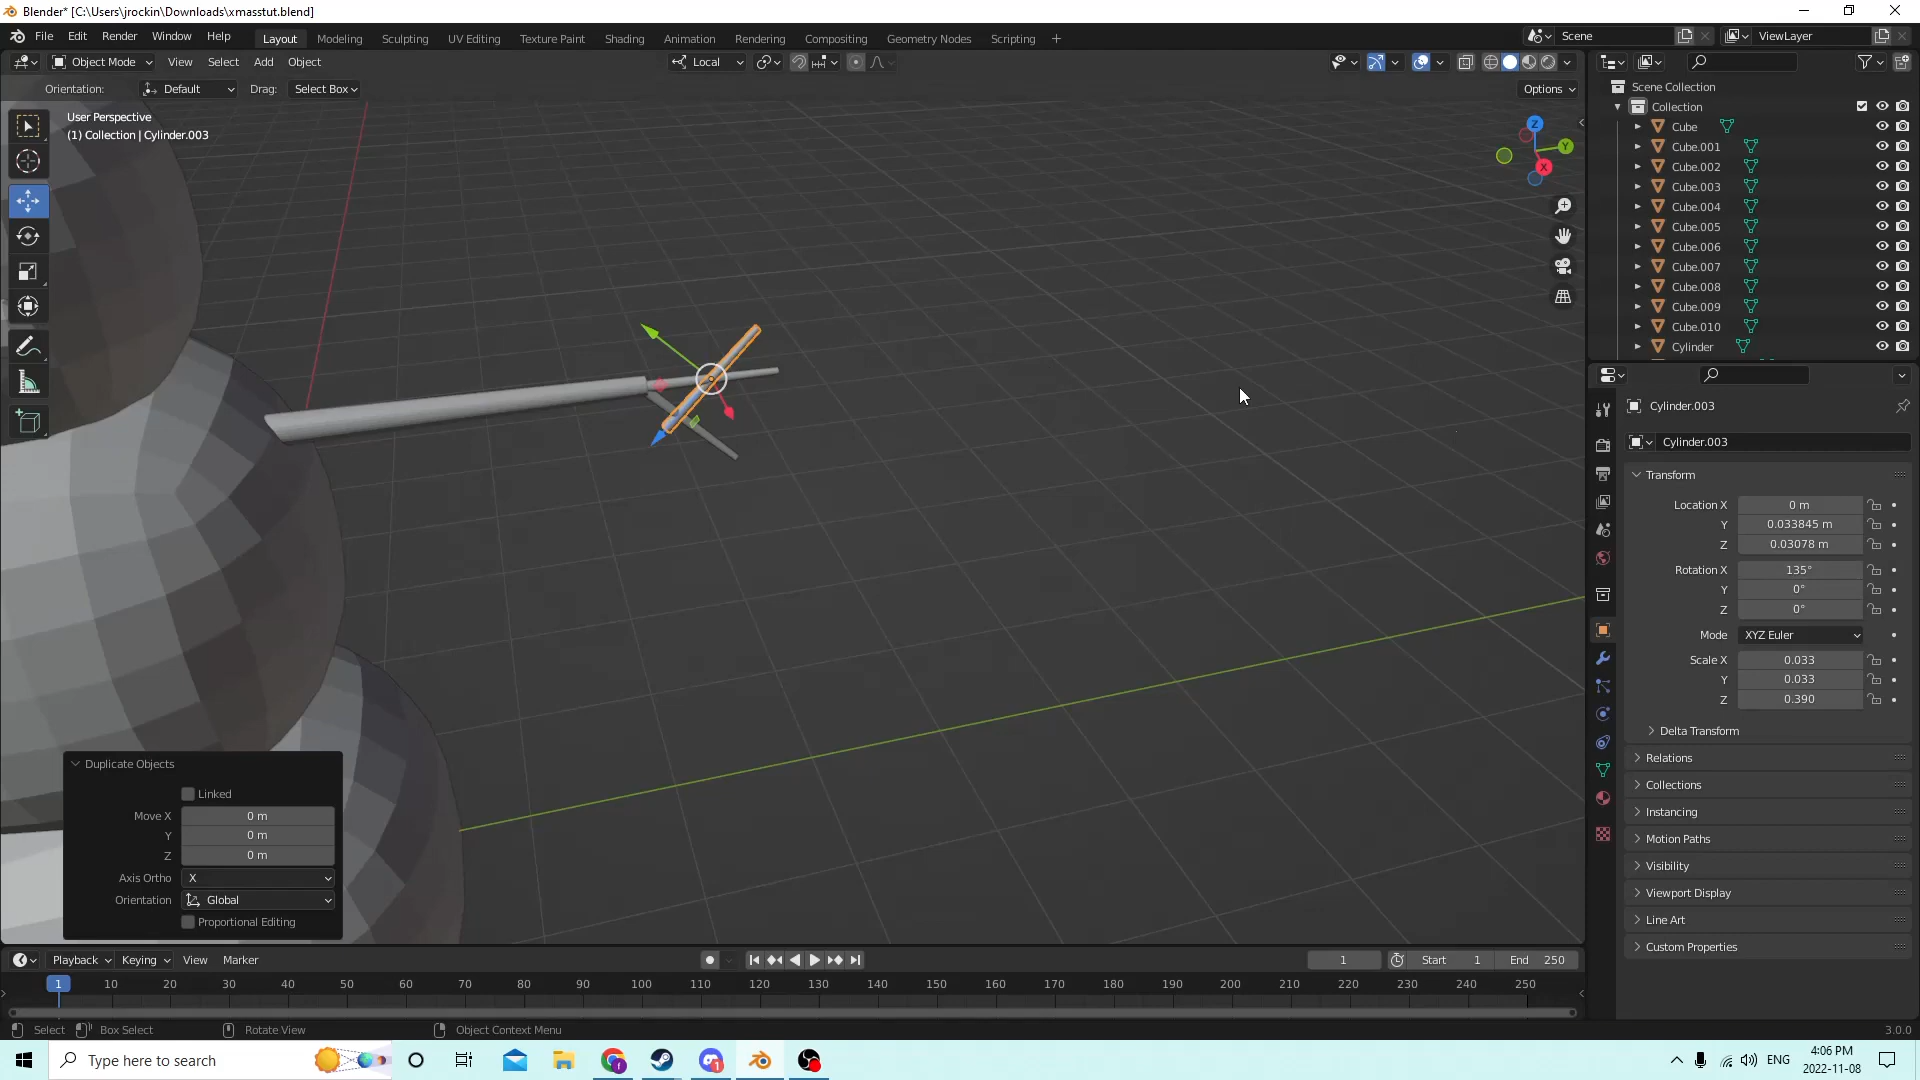 Blender* [C:\Users\jrockin\Downloads\xmasstut.blend]
File Edit Render Window Help Layout Modeling Sculpting UV Editing Texture Paint Shading Animation Rendering Compositing Geometry Nodes Scripting + Scene ViewLayer
Object Mode View Select Add Object Local
Orientation: Default Drag: Select Box Options
User Perspective
(1) Collection | Cylinder.003
Z
Y
X
Scene Collection
Collection
Cube
Cube.001
Cube.002
Cube.003
Cube.004
Cube.005
Cube.006
Cube.007
Cube.008
Cube.009
Cube.010
Cylinder
Cylinder.003
Cylinder.003
Transform
Location X 0 m
Y 0.033845 m
Z 0.03078 m
Rotation X 135°
Y 0°
Z 0°
Mode XYZ Euler
Scale X 0.033
Y 0.033
Z 0.390
Delta Transform
Relations
Collections
Instancing
Motion Paths
Visibility
Viewport Display
Line Art
Custom Properties
Duplicate Objects
Linked
Move X 0 m
Y 0 m
Z 0 m
Axis Ortho X
Orientation Global
Proportional Editing
Playback Keying View Marker 1 Start 1 End 250
1 10 20 30 40 50 60 70 80 90 100 110 120 130 140 150 160 170 180 190 200 210 220 230 240 250
Select Box Select Rotate View Object Context Menu 3.0.0
Type here to search ENG 4:06 PM
2022-11-08